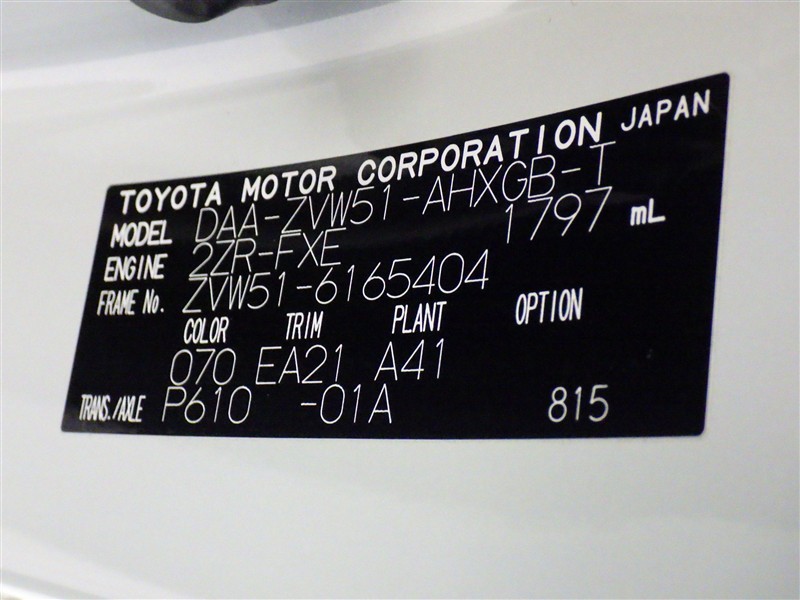 TOYOTA MOTOR CORPORATION JAPAN
MODEL DAA-ZVW51-AHXGB-T
ENGINE 2ZR-FXE 1797 mL
FRAME No. ZVW51-6165404
COLOR TRIM PLANT OPTION
070 EA21 A41
TRANS./AXLE P610 -01A 815